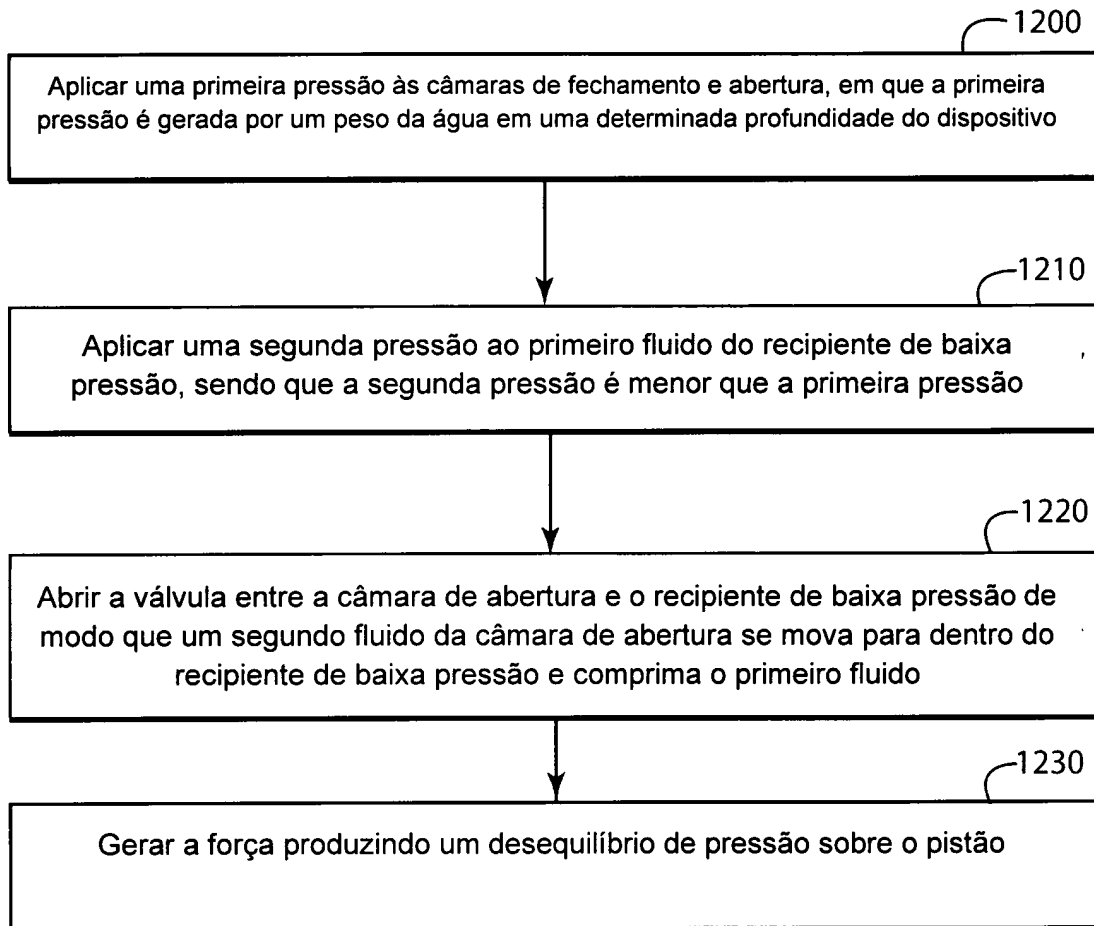 1200
Aplicar uma primeira pressão às câmaras de fechamento e abertura, em que a primeira
pressão é gerada por um peso da água em uma determinada profundidade do dispositivo
1210
Aplicar uma segunda pressão ao primeiro fluido do recipiente de baixa
pressão, sendo que a segunda pressão é menor que a primeira pressão
1220
Abrir a válvula entre a câmara de abertura e o recipiente de baixa pressão de
modo que um segundo fluido da câmara de abertura se mova para dentro do
recipiente de baixa pressão e comprima o primeiro fluido
1230
Gerar a força produzindo um desequilíbrio de pressão sobre o pistão